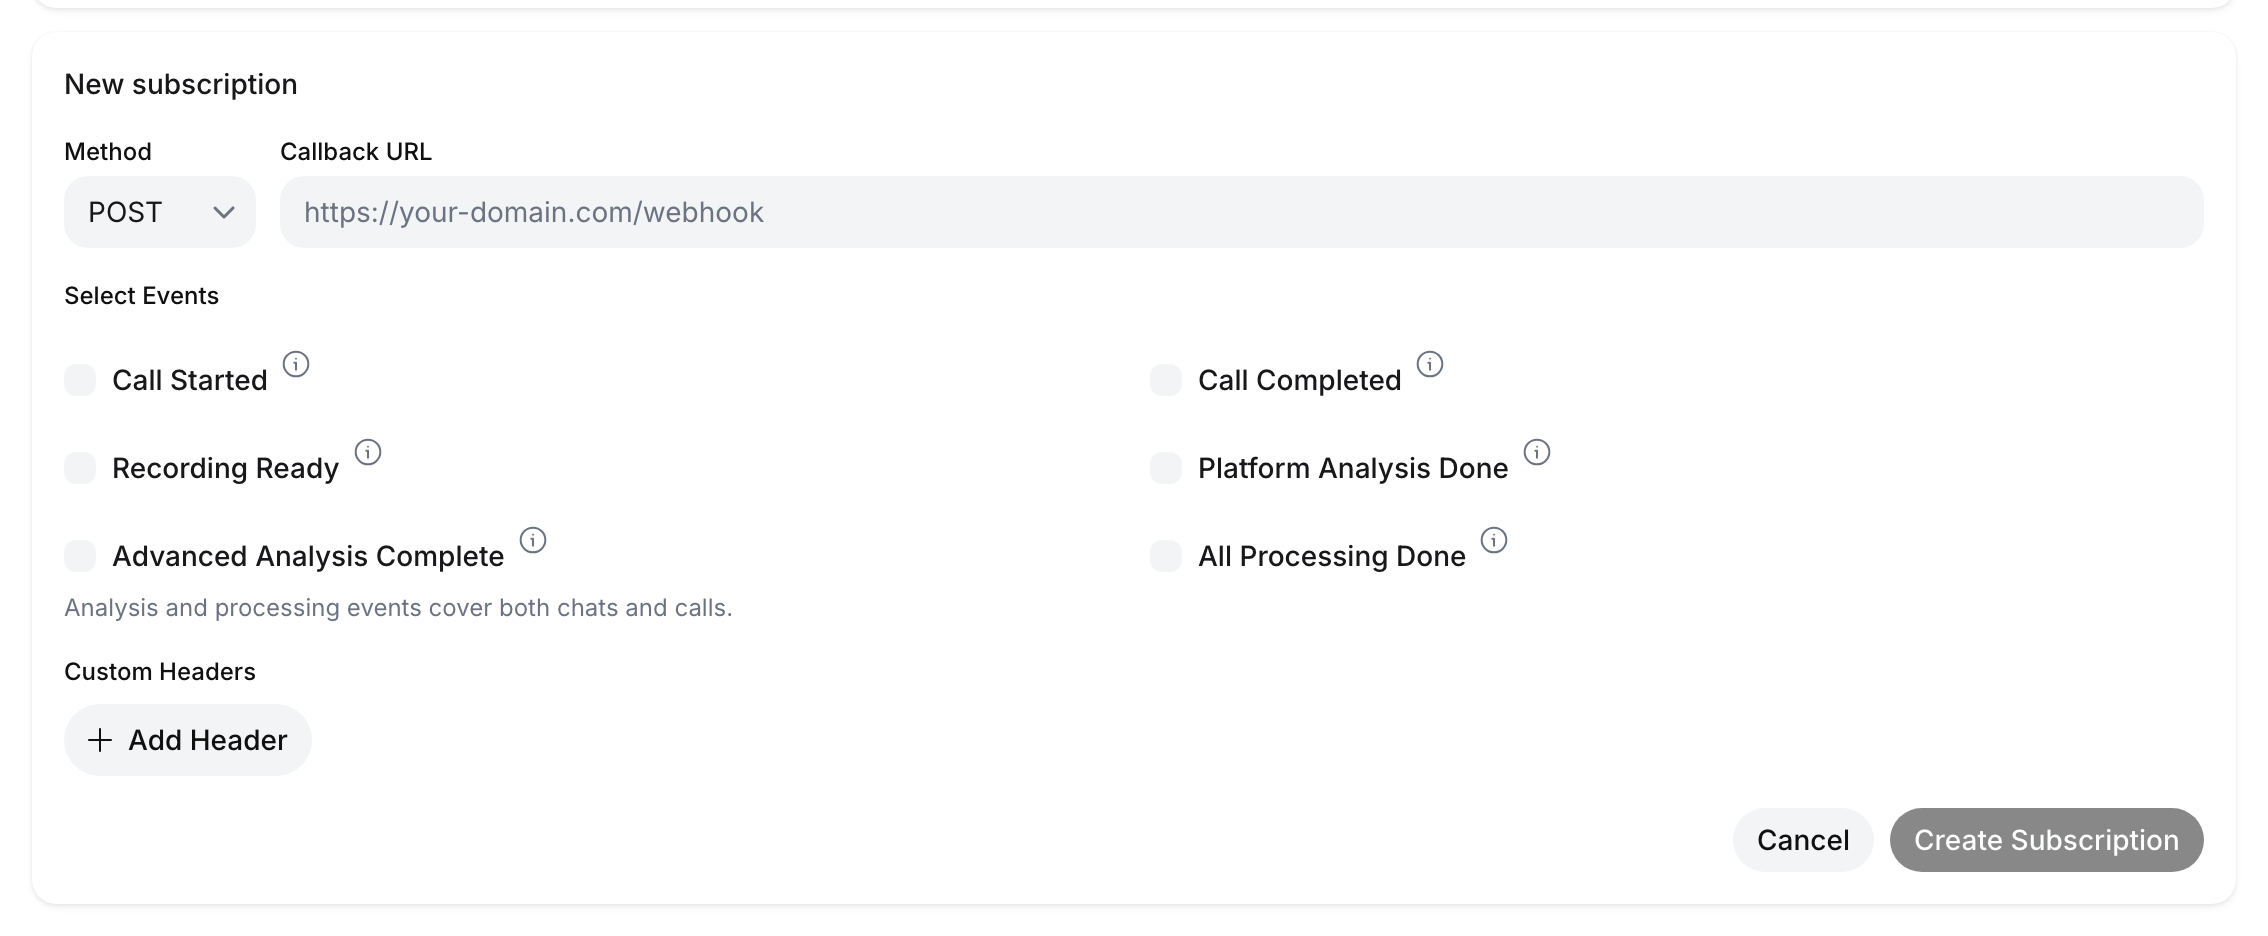 New subscription
Method
Callback URL
POST
https://your-domain.com/webhook
Select Events
Call Started
Call Completed
Recording Ready
Platform Analysis Done
Advanced Analysis Complete
All Processing Done
Analysis and processing events cover both chats and calls.
Custom Headers
+ Add Header
Cancel
Create Subscription